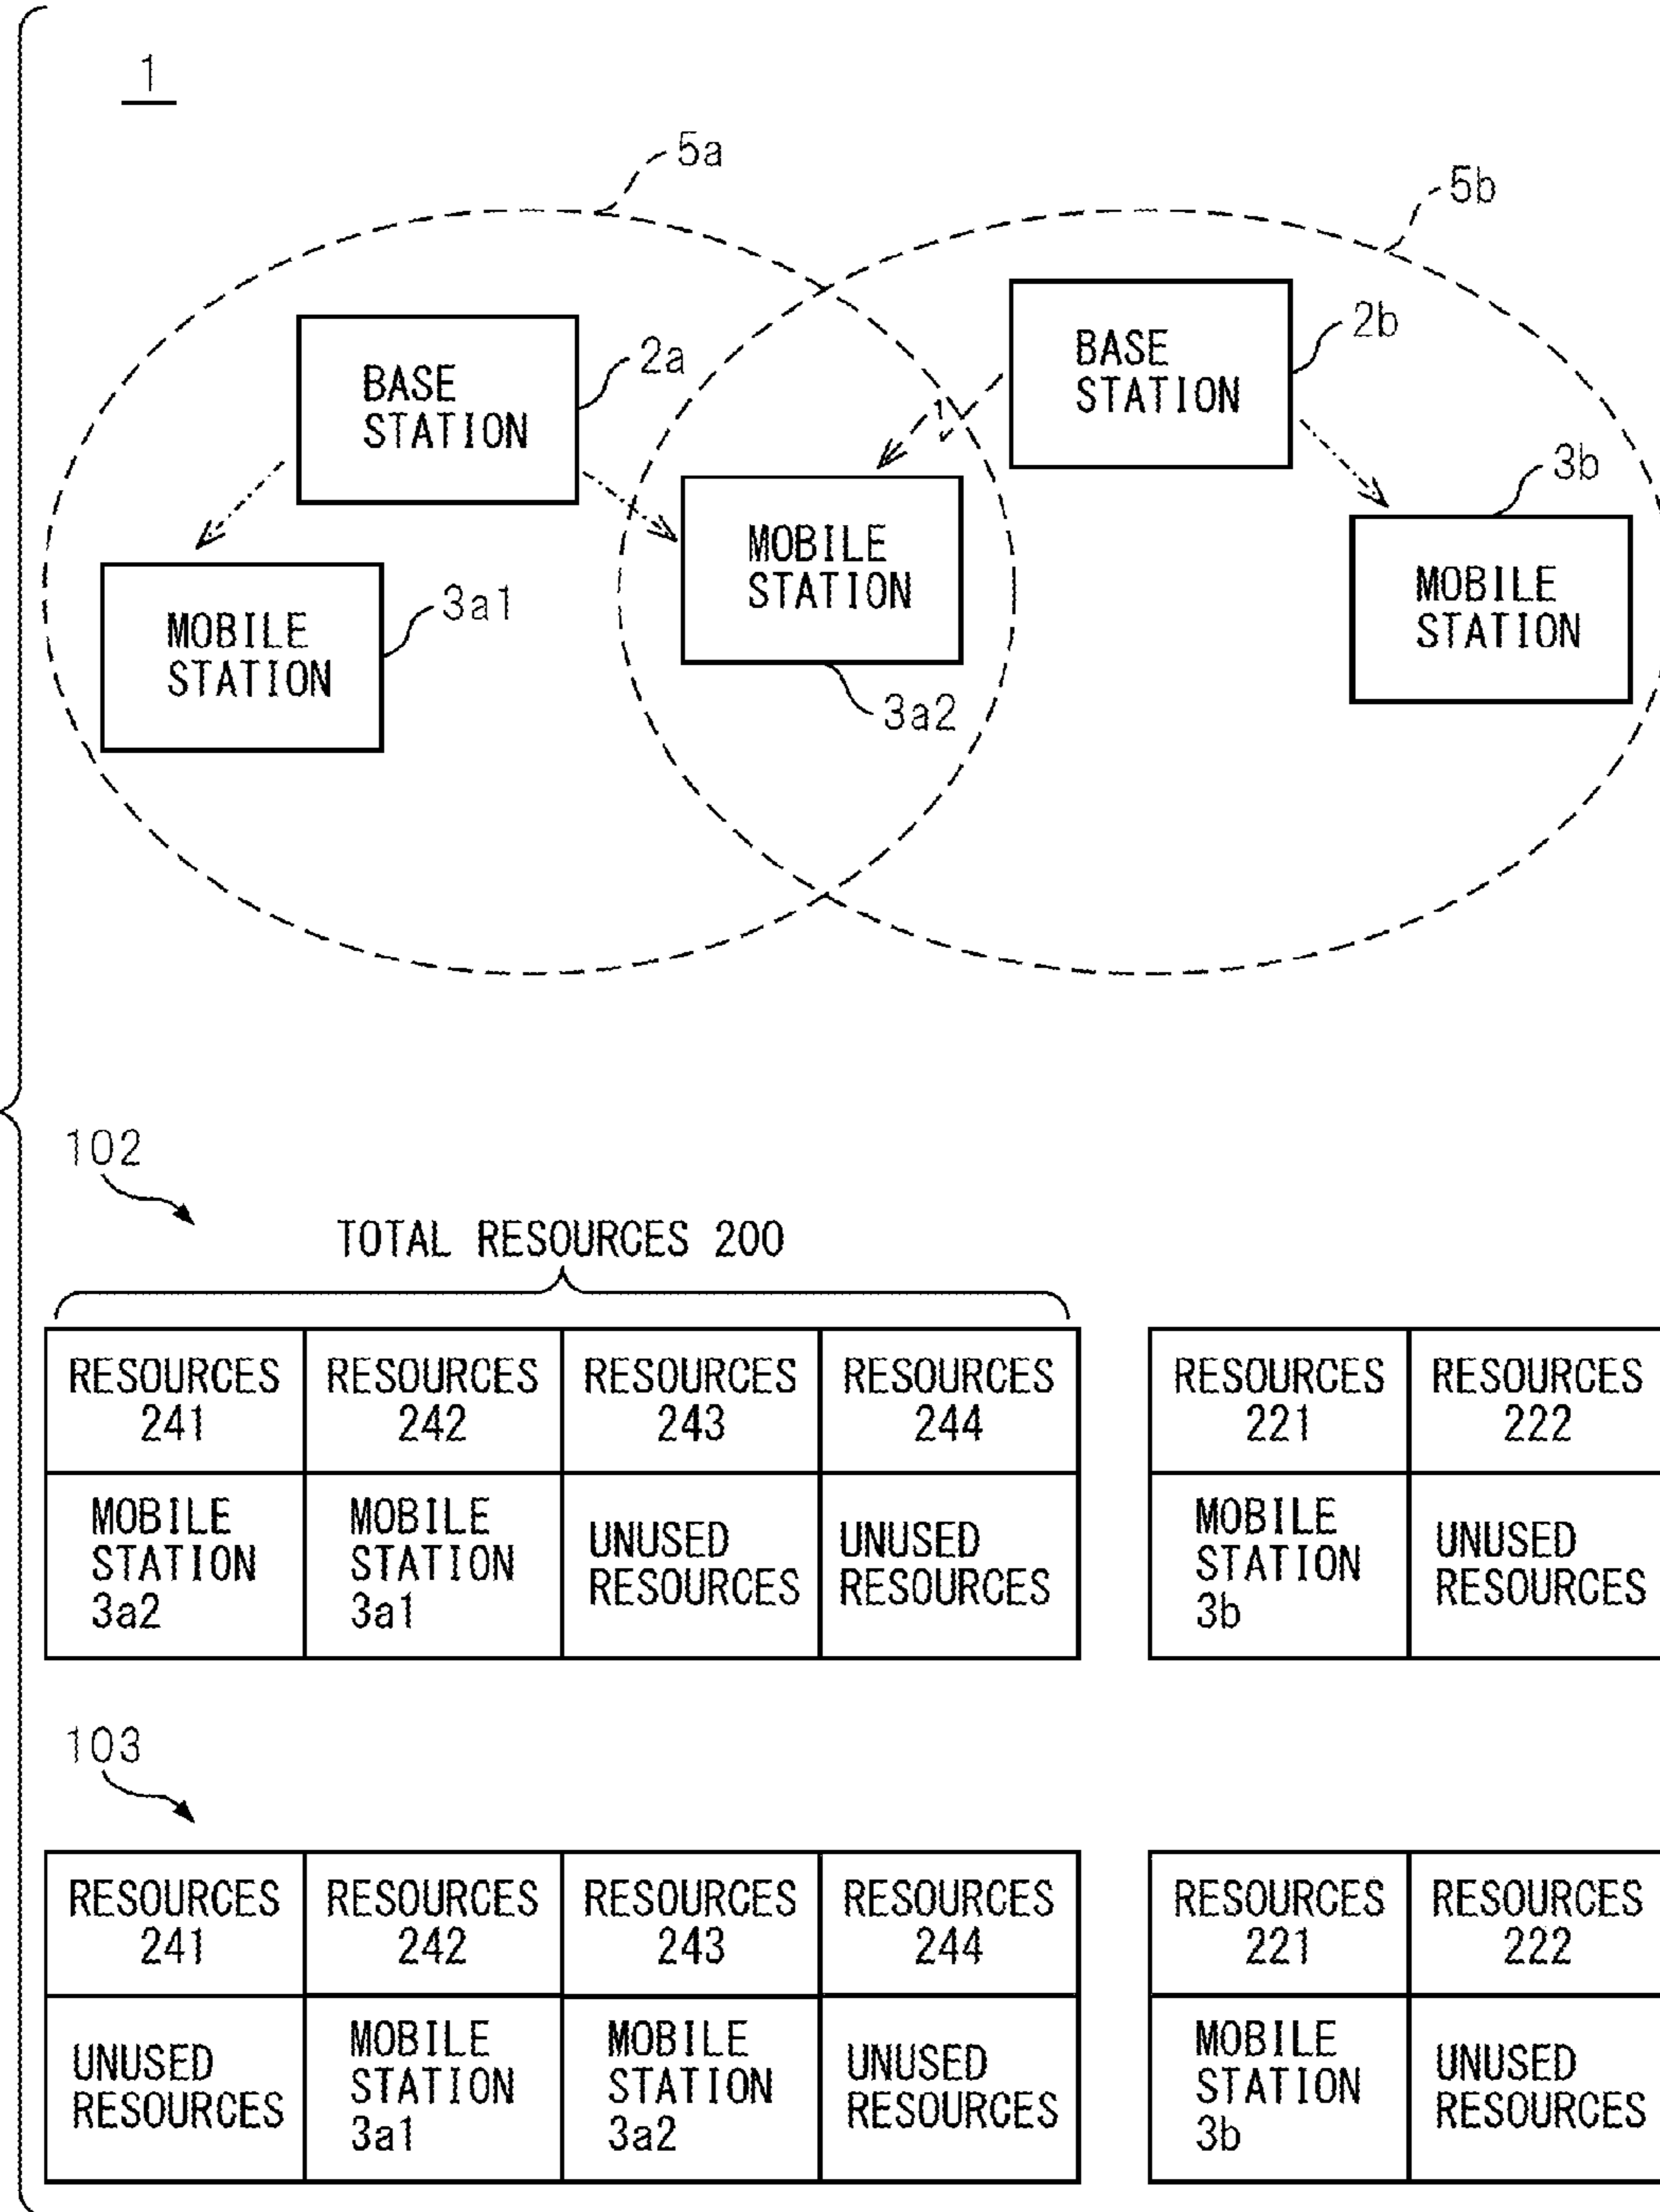 1
5a
5b
BASE
STATION
2a
BASE
STATION
2b
MOBILE
STATION
3a1
MOBILE
STATION
3a2
MOBILE
STATION
3b
102
TOTAL RESOURCES 200
RESOURCES
241
RESOURCES
242
RESOURCES
243
RESOURCES
244
RESOURCES
221
RESOURCES
222
MOBILE
STATION
3a2
MOBILE
STATION
3a1
UNUSED
RESOURCES
UNUSED
RESOURCES
MOBILE
STATION
3b
UNUSED
RESOURCES
103
RESOURCES
241
RESOURCES
242
RESOURCES
243
RESOURCES
244
RESOURCES
221
RESOURCES
222
UNUSED
RESOURCES
MOBILE
STATION
3a1
MOBILE
STATION
3a2
UNUSED
RESOURCES
MOBILE
STATION
3b
UNUSED
RESOURCES